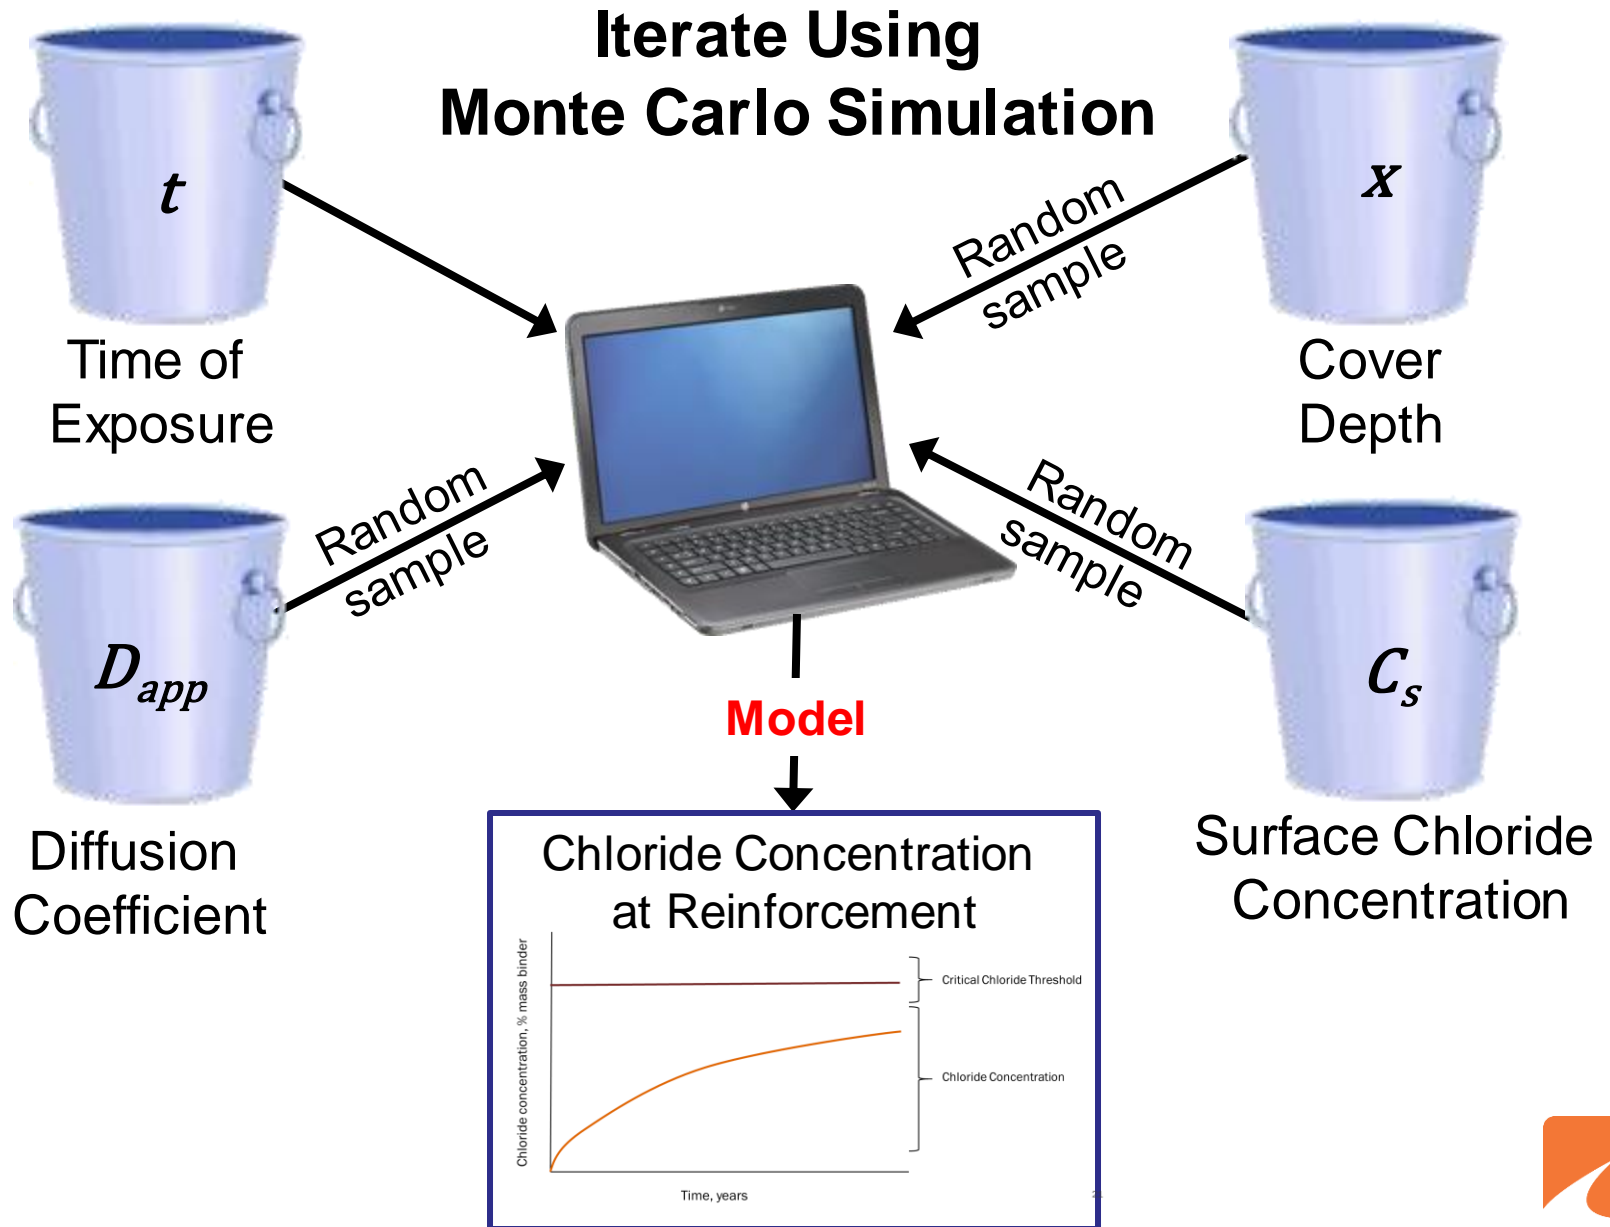 Iterate Using
Monte Carlo Simulation
t
Time of
Exposure
x
Cover
Depth
Random
sample
Random
sample
Random
sample
D_app
Diffusion
Coefficient
C_s
Surface Chloride
Concentration
Model
Chloride Concentration
at Reinforcement
Chloride concentration, % mass binder
Critical Chloride Threshold
Chloride Concentration
Time, years